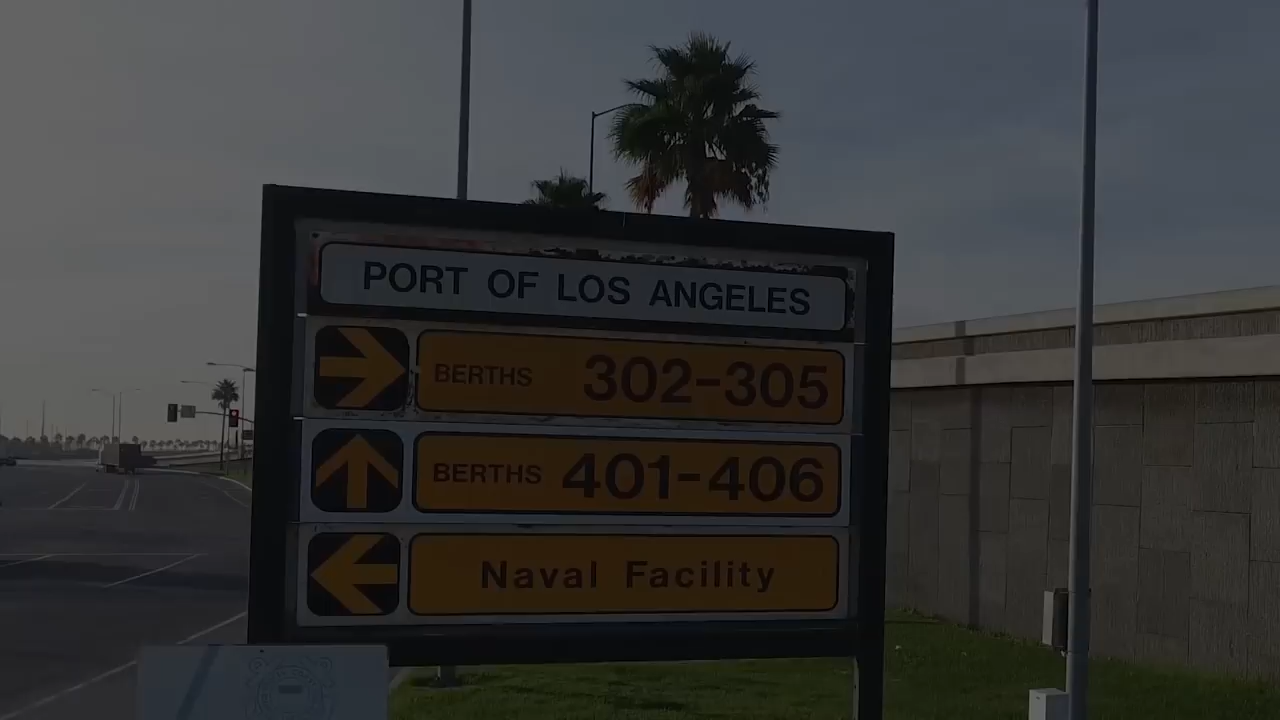 PORT OF LOS ANGELES
BERTHS 302-305
BERTHS 401-406
Naval Facility